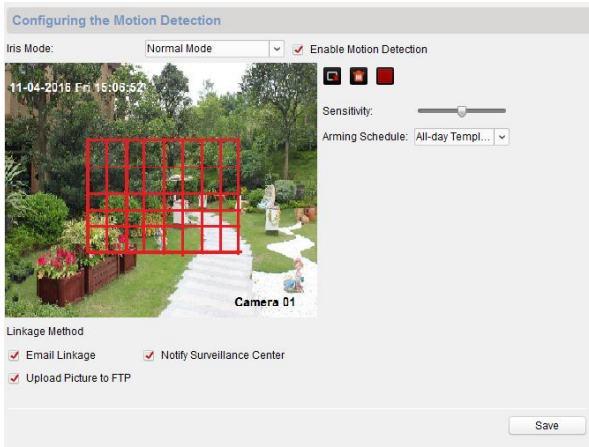 Configuring the Motion Detection
Iris Mode: Normal Mode Enable Motion Detection
11-04-2016 Fri 15:06:52
Sensitivity:
Arming Schedule: All-day Templ...
Camera 01
Linkage Method
Email Linkage Notify Surveillance Center
Upload Picture to FTP
Save